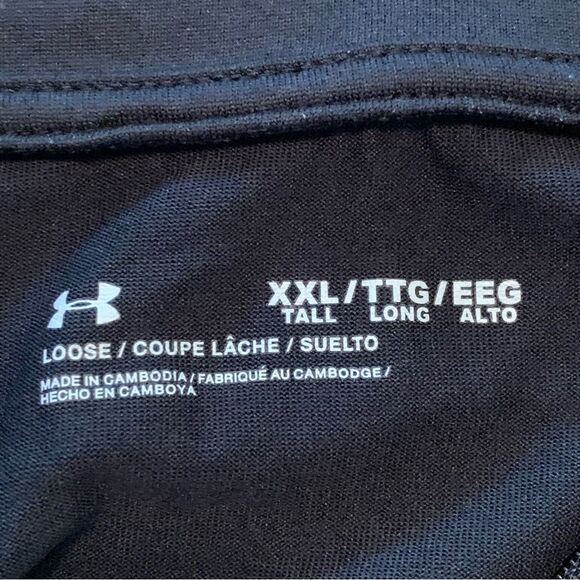 XXL/TTG/EEG
TALL LONG ALTO
LOOSE / COUPE LÂCHE / SUELTO
MADE IN CAMBODIA / FABRIQUÉ AU CAMBODGE /
HECHO EN CAMBOYA